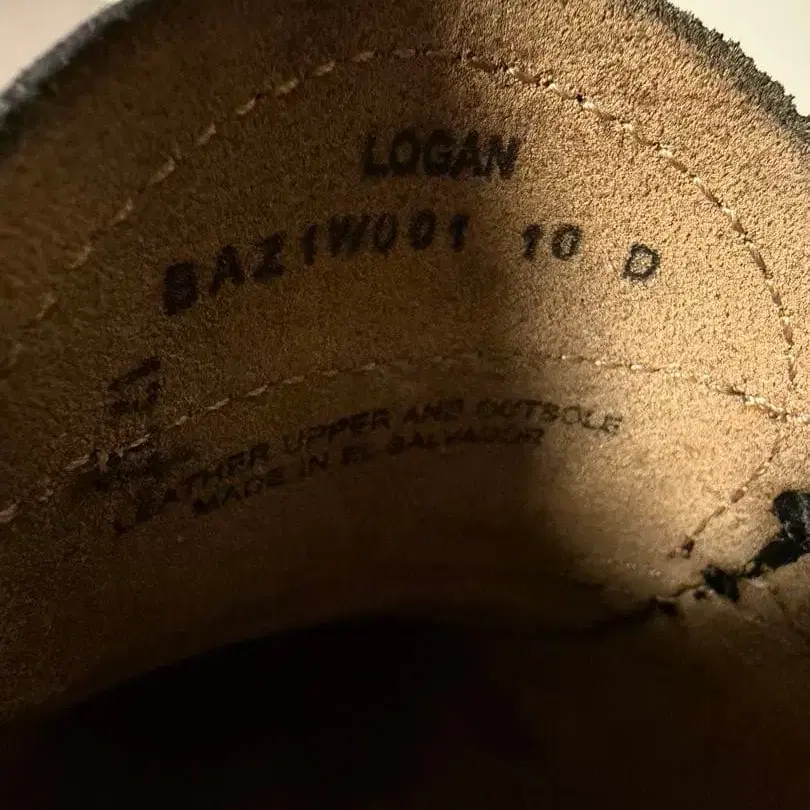 LOGAN
BAZ1W001 10 D
LEATHER UPPER AND OUTSOLE
MADE IN EL SALVADOR